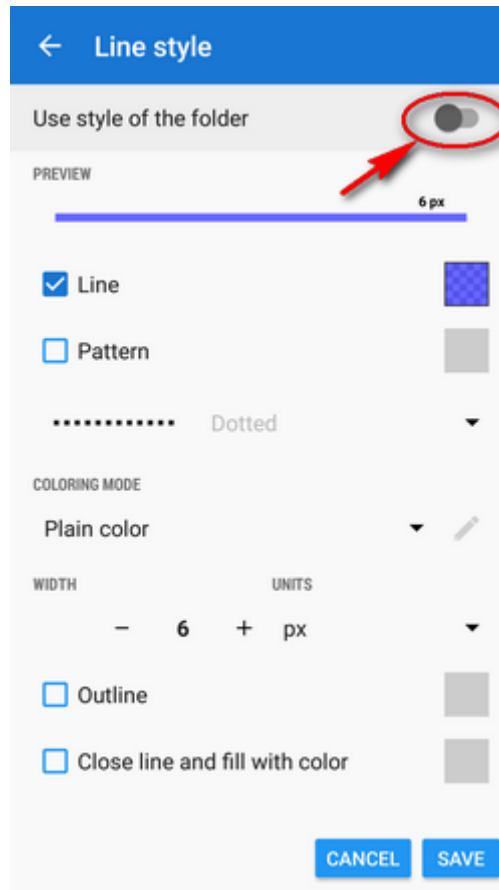 Line style
Use style of the folder
PREVIEW
6 px
Line
Pattern
Dotted
COLORING MODE
Plain color
WIDTH UNITS
− 6 + px
Outline
Close line and fill with color
CANCEL SAVE